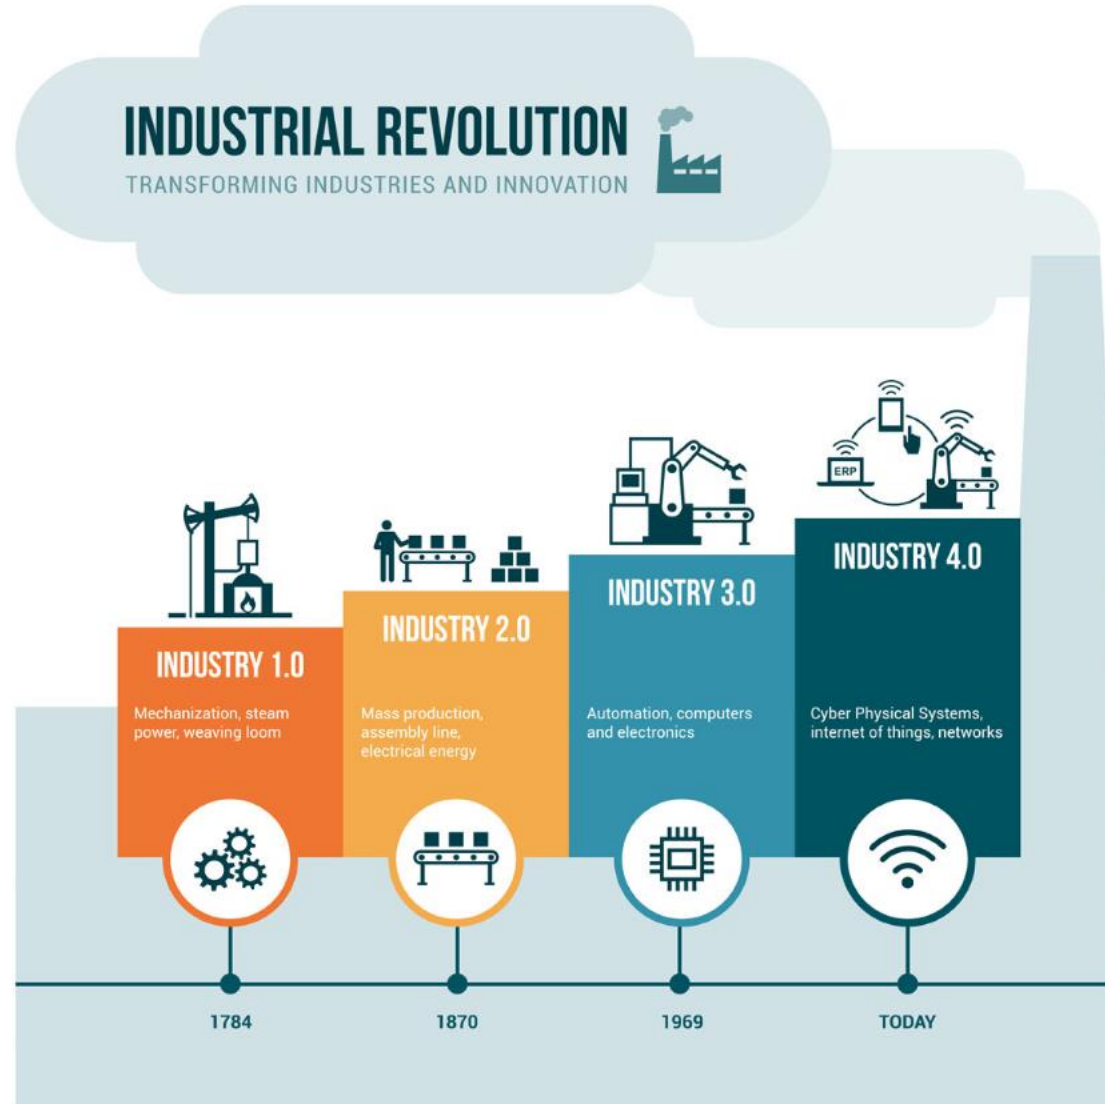 INDUSTRIAL REVOLUTION
TRANSFORMING INDUSTRIES AND INNOVATION
ERP
INDUSTRY 1.0
Mechanization, steam
power, weaving loom
INDUSTRY 2.0
Mass production,
assembly line,
electrical energy
INDUSTRY 3.0
Automation, computers
and electronics
INDUSTRY 4.0
Cyber Physical Systems,
internet of things, networks
1784
1870
1969
TODAY